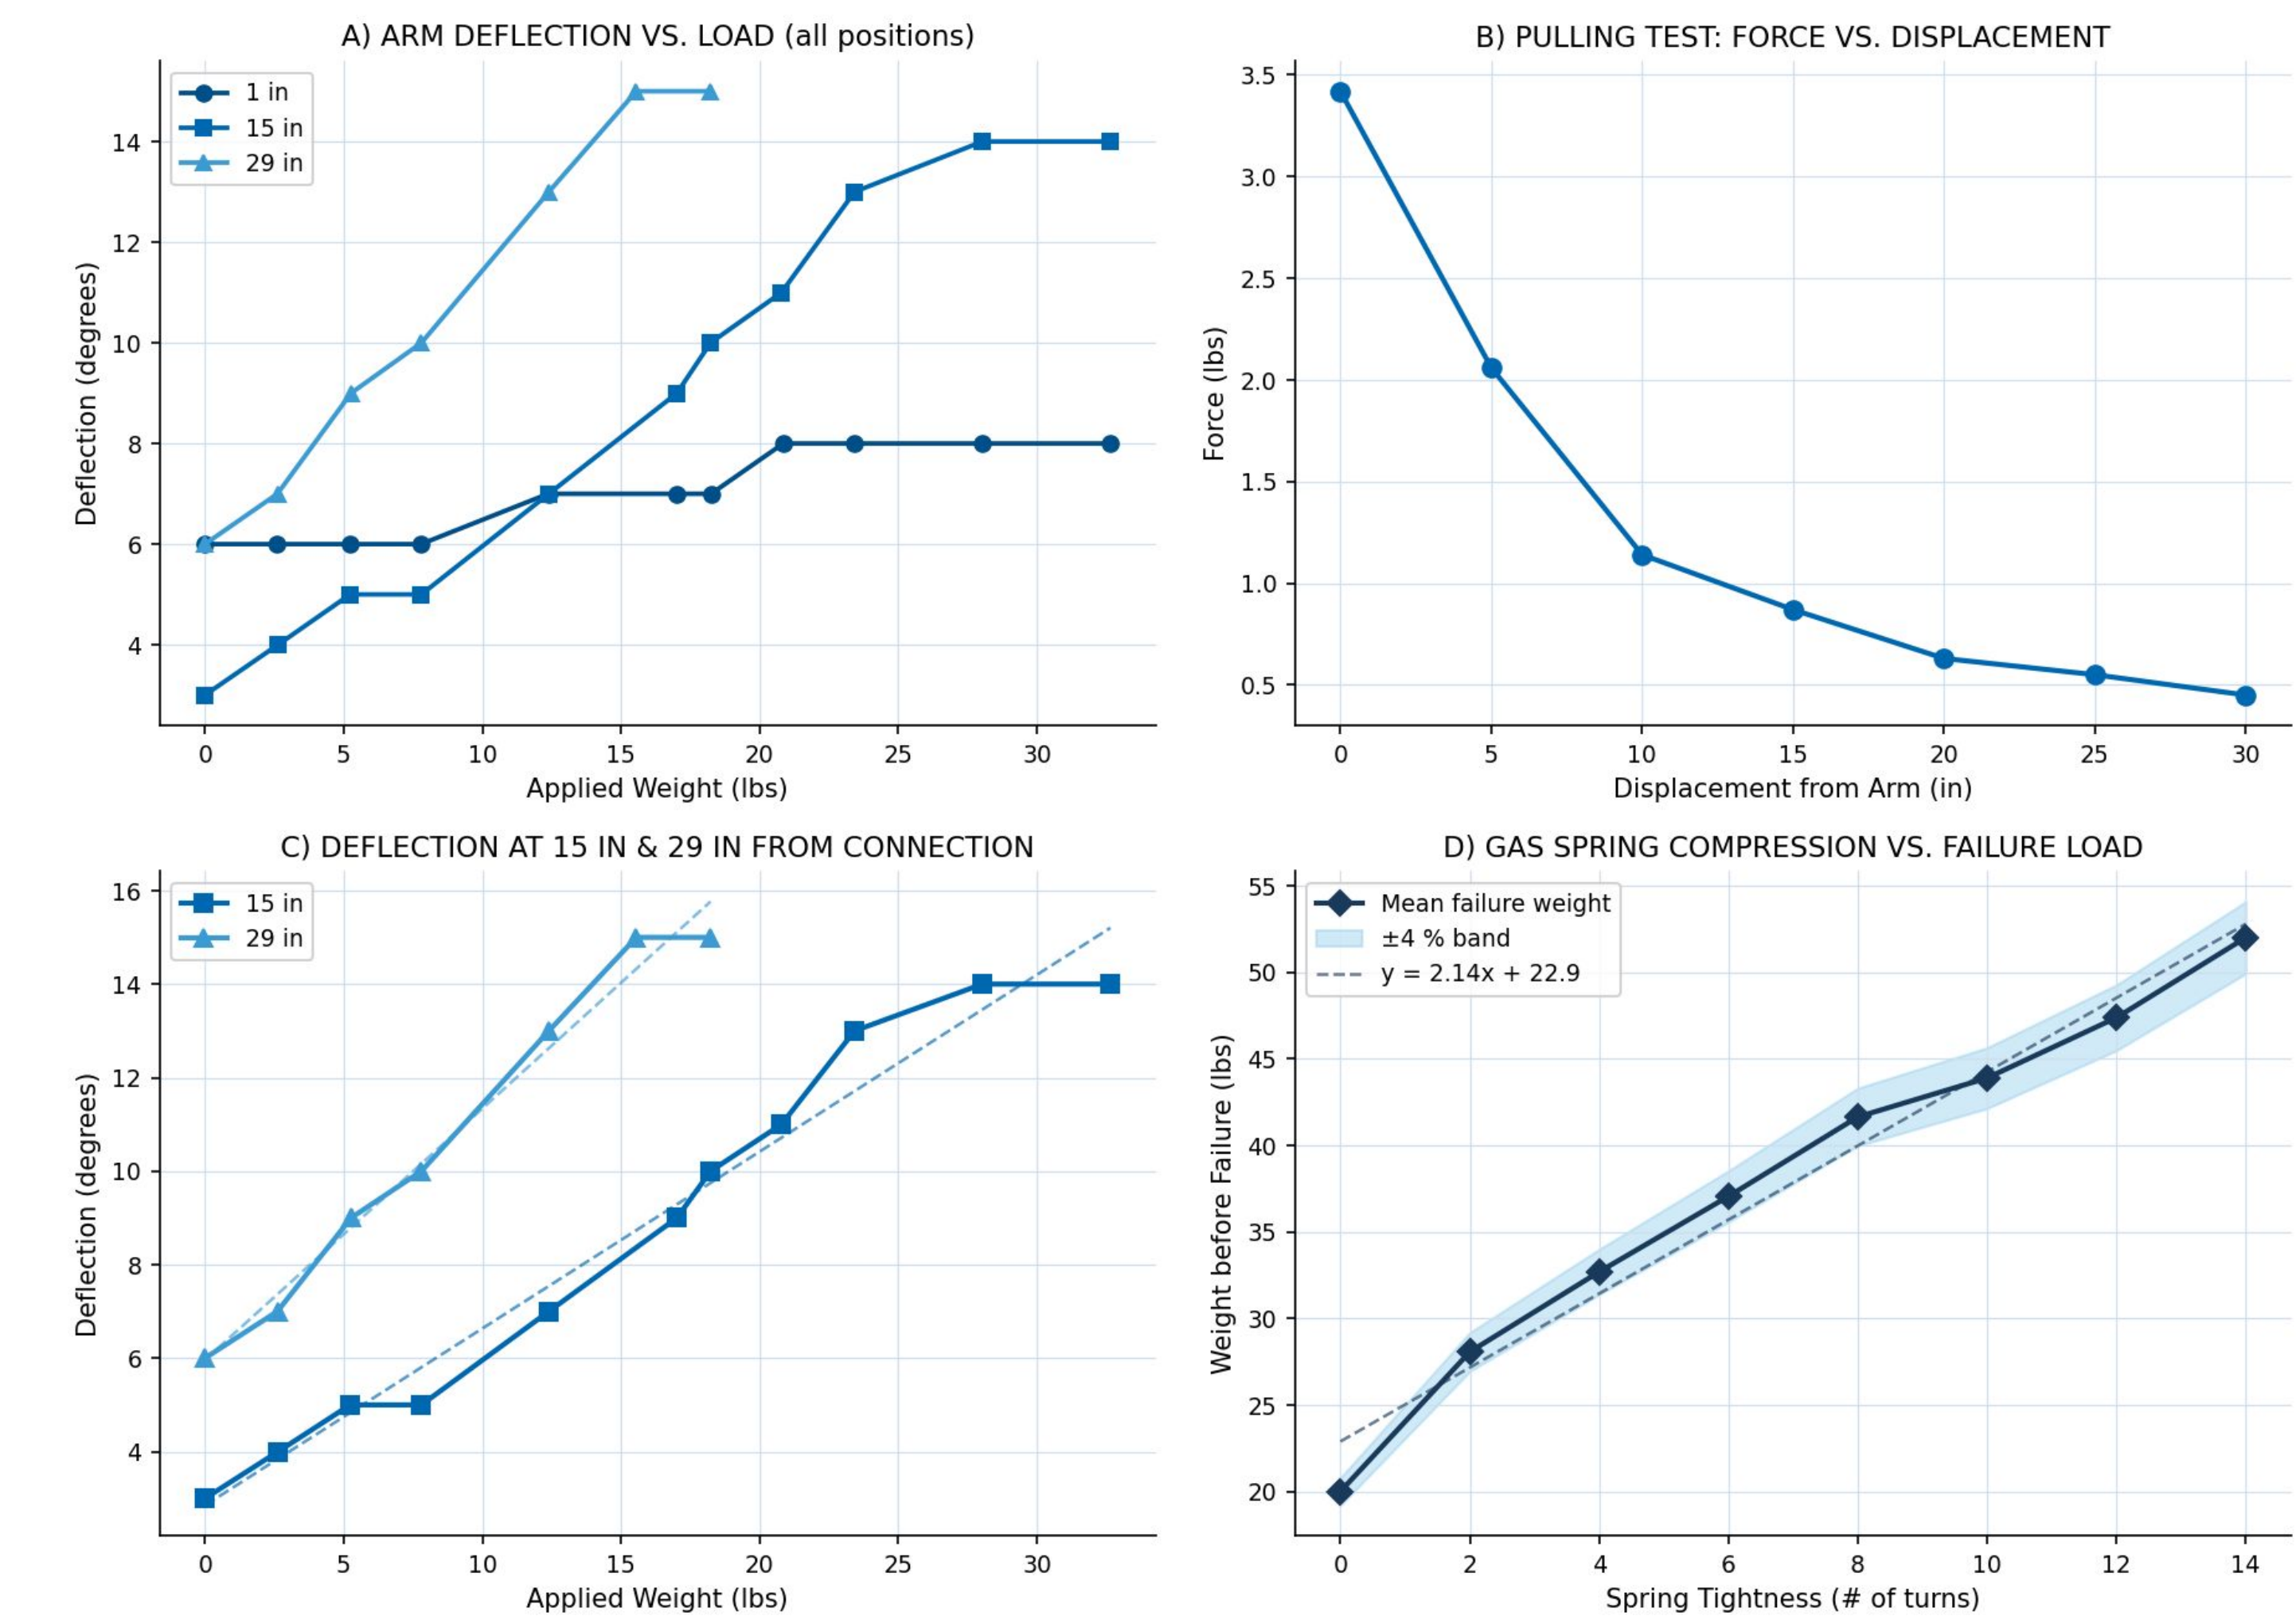 A) ARM DEFLECTION VS. LOAD (all positions)
1 in
15 in
29 in
14
12
10
8
6
4
Deflection (degrees)
0 5 10 15 20 25 30
Applied Weight (lbs)
B) PULLING TEST: FORCE VS. DISPLACEMENT
3.5
3.0
2.5
2.0
1.5
1.0
0.5
Force (lbs)
0 5 10 15 20 25 30
Displacement from Arm (in)
C) DEFLECTION AT 15 IN & 29 IN FROM CONNECTION
15 in
29 in
16
14
12
10
8
6
4
Deflection (degrees)
0 5 10 15 20 25 30
Applied Weight (lbs)
D) GAS SPRING COMPRESSION VS. FAILURE LOAD
Mean failure weight
±4 % band
y = 2.14x + 22.9
55
50
45
40
35
30
25
20
Weight before Failure (lbs)
0 2 4 6 8 10 12 14
Spring Tightness (# of turns)